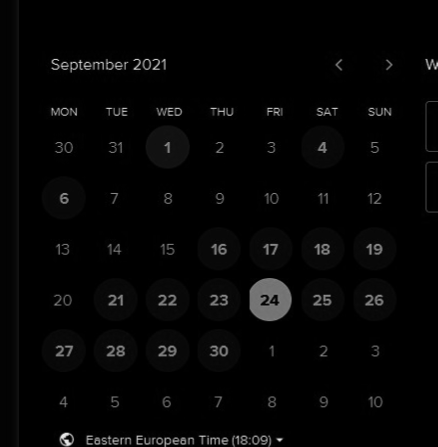 September 2021 < > W
MON TUE WED THU FRI SAT SUN
30 31 1 2 3 4 5
6 7 8 9 10 11 12
13 14 15 16 17 18 19
20 21 22 23 24 25 26
27 28 29 30 1 2 3
4 5 6 7 8 9 10
Eastern European Time (18:09)